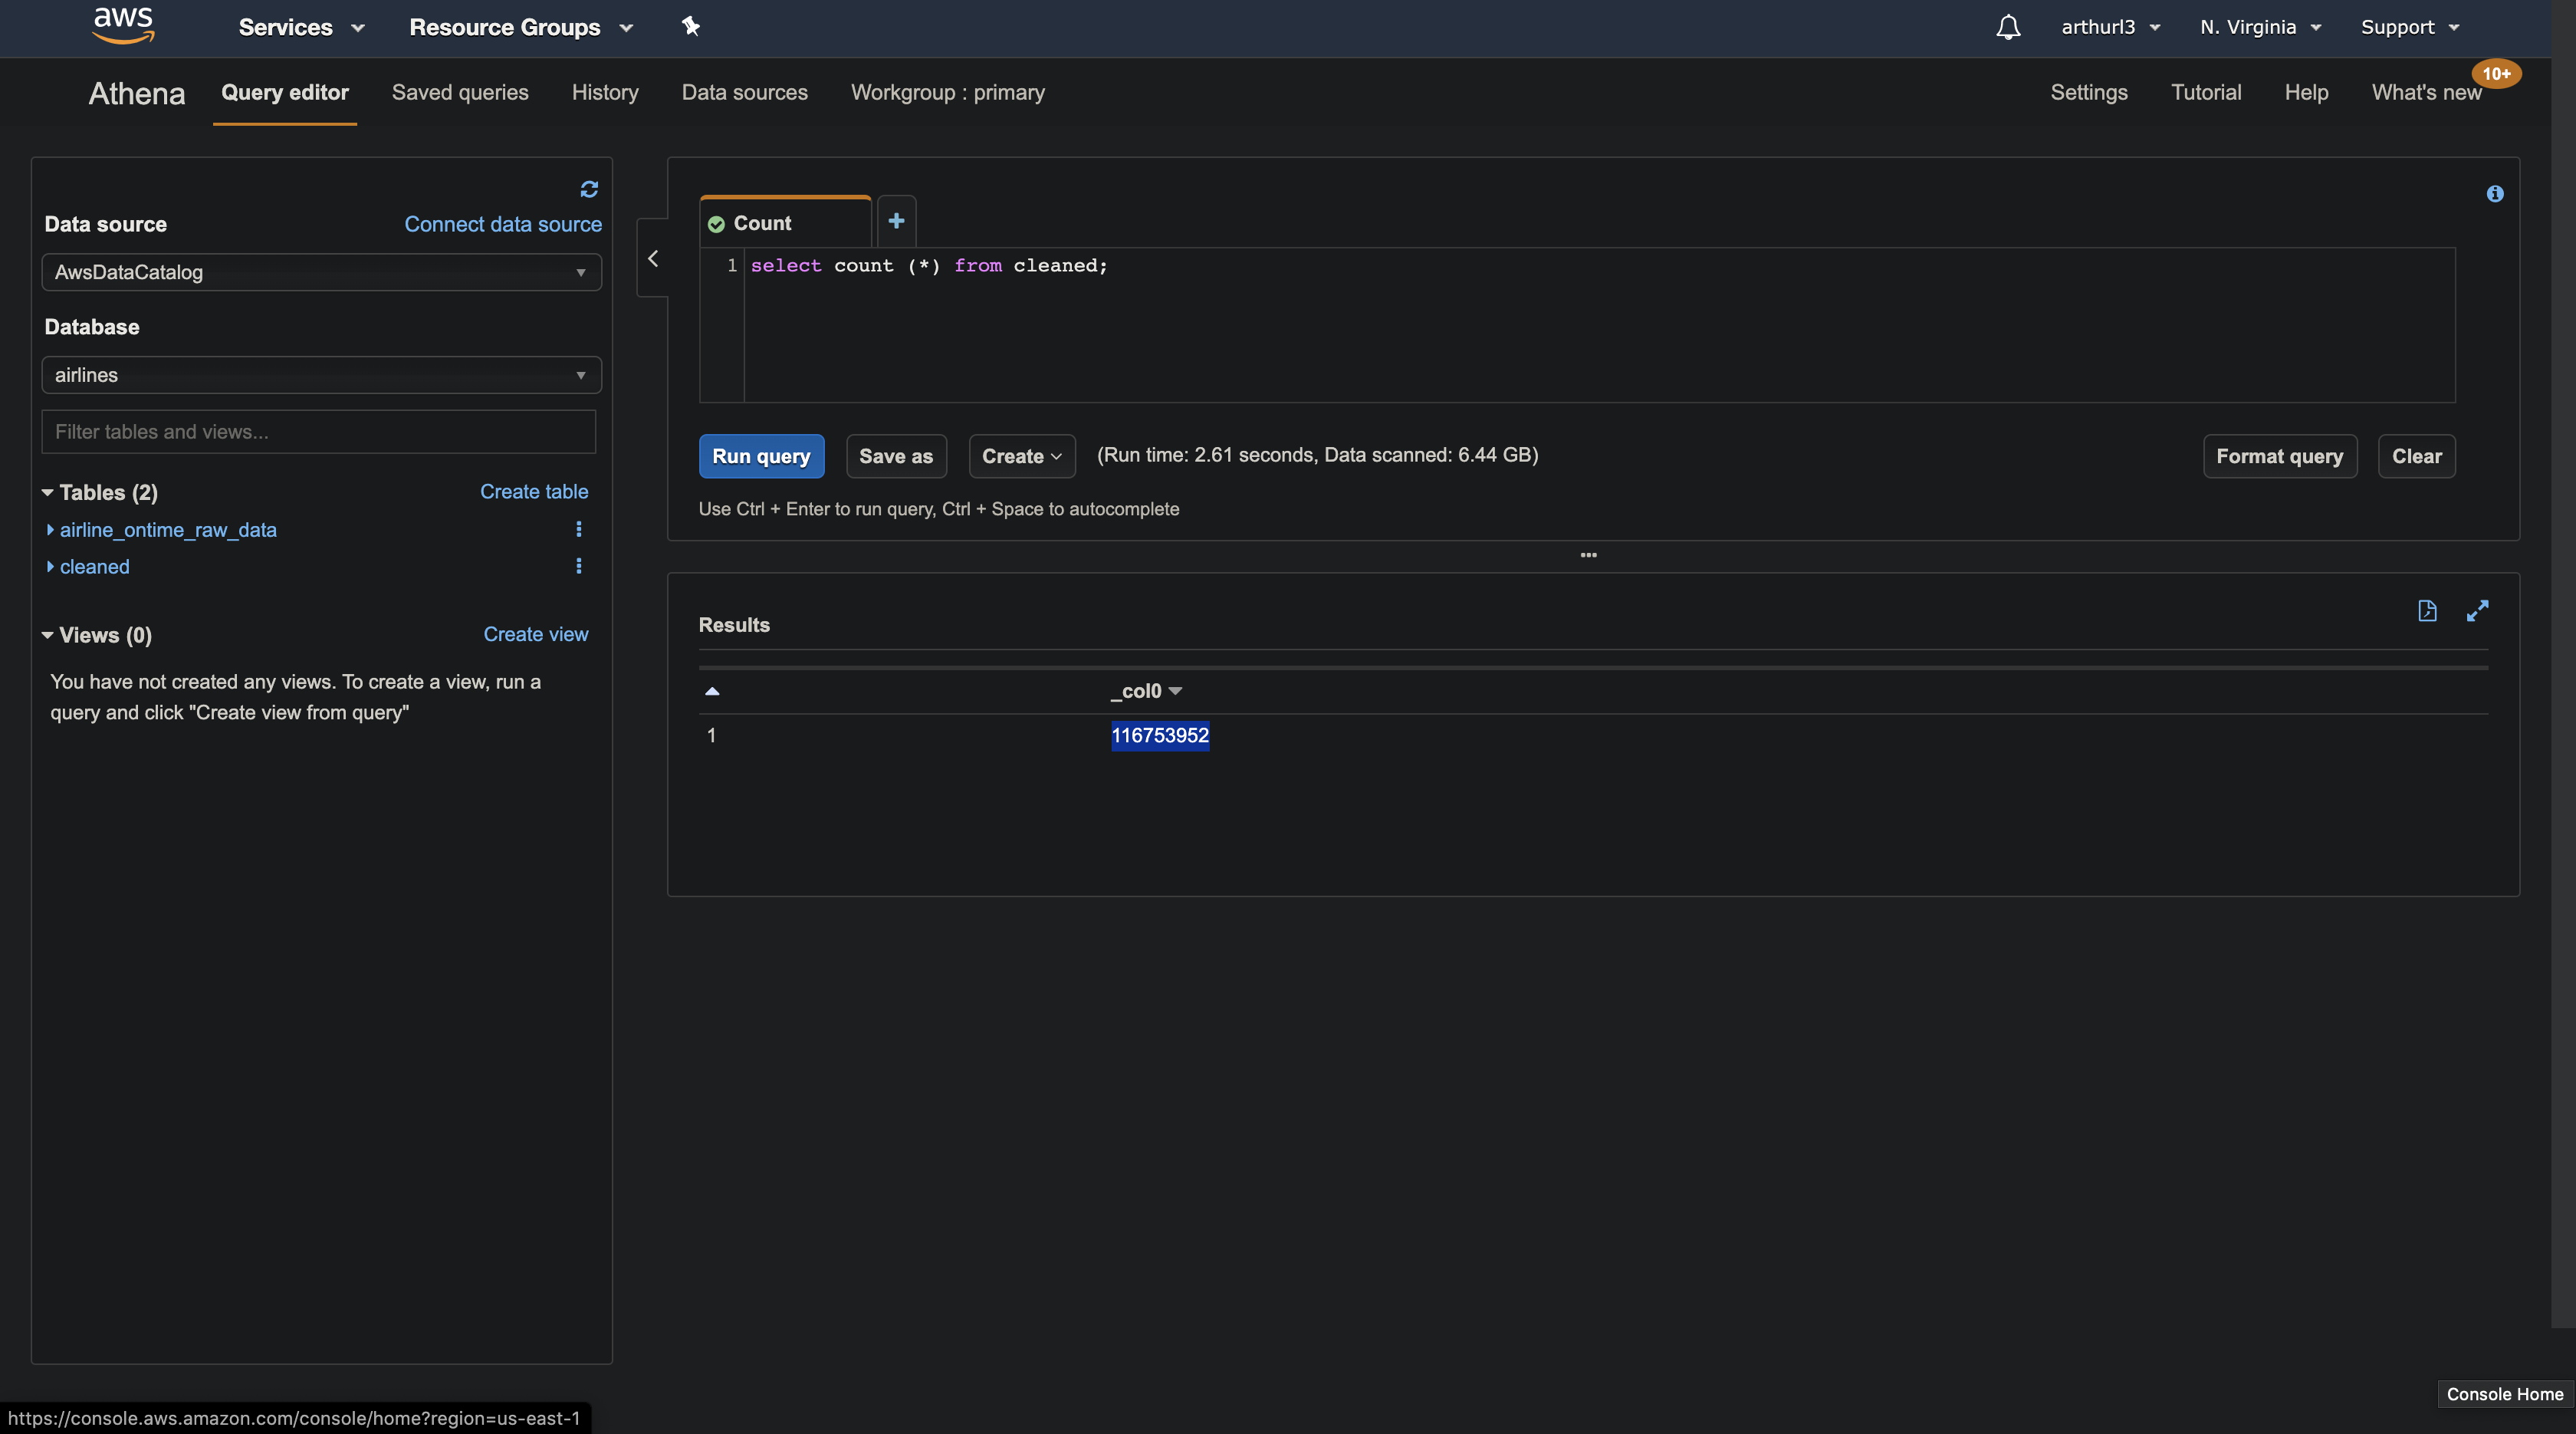 aws Services Resource Groups arthurl3 N. Virginia Support
Athena Query editor Saved queries History Data sources Workgroup : primary Settings Tutorial Help What's new 10+
Data source Connect data source
AwsDataCatalog
Database
airlines
Filter tables and views...
Tables (2) Create table
airline_ontime_raw_data
cleaned
Views (0) Create view
You have not created any views. To create a view, run a
query and click "Create view from query"
Count
1 select count (*) from cleaned;
Run query Save as Create (Run time: 2.61 seconds, Data scanned: 6.44 GB) Format query Clear
Use Ctrl + Enter to run query, Ctrl + Space to autocomplete
Results
_col0
1 116753952
Console Home
https://console.aws.amazon.com/console/home?region=us-east-1